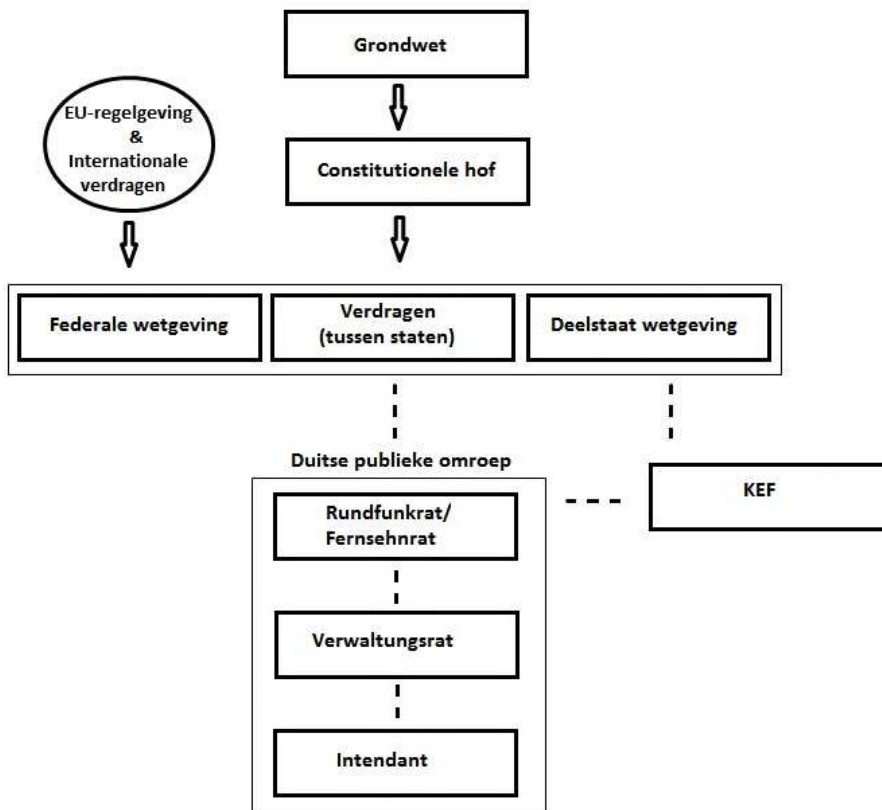 Grondwet
EU-regelgeving
&
Internationale
verdragen
Constitutionele hof
Federale wetgeving
Verdragen
(tussen staten)
Deelstaat wetgeving
Duitse publieke omroep
KEF
Rundfunkrat/
Fernsehnrat
Verwaltungsrat
Intendant